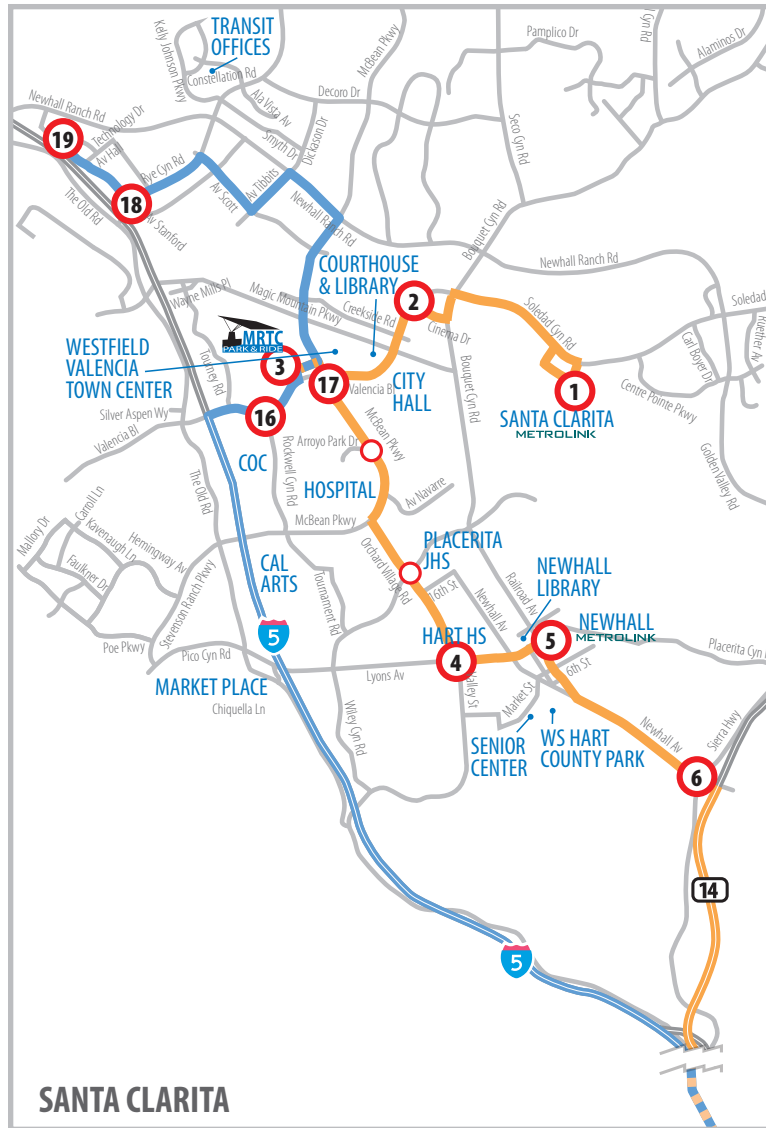 TRANSIT
OFFICES
Kelly Johnson Pkwy
Constellation Rd
Ala Vista Av
McBean Pkwy
Pamplico Dr
Alaminos Dr
Decoro Dr
Newhall Ranch Rd
Technology Dr
Av Hall
19
Smyth Dr
Dickason Dr
Seco Cyn Rd
Rye Cyn Rd
Av Tibbits
Av Scott
18
The Old Rd
Av Stanford
Newhall Ranch Rd
Bouquet Cyn Rd
Newhall Ranch Rd
COURTHOUSE
& LIBRARY
Wayne Mills Pl
Magic Mountain Pkwy
Creekside Rd
2
Cinema Dr
Soledad Cyn Rd
Soledad
Ruether Av
MRTC
PARK & RIDE
WESTFIELD
VALENCIA
TOWN CENTER
3
17
Valencia Bl
CITY
HALL
Bouquet Cyn Rd
Carl Boyer Dr
Centre Pointe Pkwy
1
SANTA CLARITA
METROLINK
Tourney Rd
Silver Aspen Wy
Valencia Bl
16
McBean Pkwy
Arroyo Park Dr
COC
Rockwell Cyn Rd
Golden Valley Rd
The Old Rd
HOSPITAL
Av Navarre
McBean Pkwy
Mallory Dr
Carroll Ln
Kavenaugh Ln
Hemingway Av
Faulkner Dr
CAL
ARTS
Orchard Village Rd
PLACERITA
JHS
16th St
Newhall Av
Railroad Av
NEWHALL
LIBRARY
NEWHALL
METROLINK
Poe Pkwy
Stevenson Ranch Pkwy
Tournament Rd
5
HART HS
5
Placerita Cyn
Pico Cyn Rd
4
6th St
MARKET PLACE
Lyons Av
Chiquella Ln
Market St
Wiley Cyn Rd
SENIOR
CENTER
WS HART
COUNTY PARK
Newhall Av
Sierra Hwy
6
14
5
SANTA CLARITA